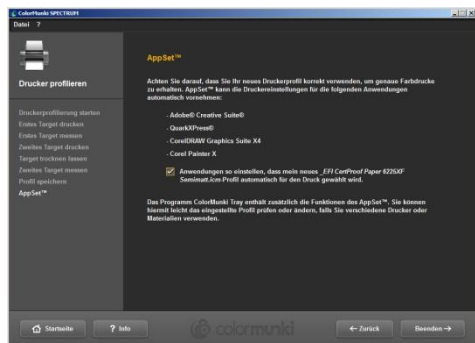 ColorMunki SPECTRUM
Datei ?
Drucker profilieren
Druckerprofilierung starten
Erstes Target drucken
Erstes Target messen
Zweites Target drucken
Target trocknen lassen
Zweites Target messen
Profil speichern
AppSet™
AppSet™
Achten Sie darauf, dass Sie Ihr neues Druckerprofil korrekt verwenden, um genaue Farbdrucke
zu erhalten. AppSet™ kann die Druckereinstellungen für die folgenden Anwendungen
automatisch vornehmen:
- Adobe® Creative Suite®
- QuarkXPress®
- CorelDRAW Graphics Suite X4
- Corel Painter X
Anwendungen so einstellen, dass mein neues _EFI CertProof Paper 6225XF
Semimatt.icm-Profil automatisch für den Druck gewählt wird.
Das Programm ColorMunki Tray enthält zusätzlich die Funktionen des AppSet™. Sie können
hiermit leicht das eingestellte Profil prüfen oder ändern, falls Sie verschiedene Drucker oder
Materialien verwenden.
Startseite
? Info
colormunki
← Zurück
Beenden →